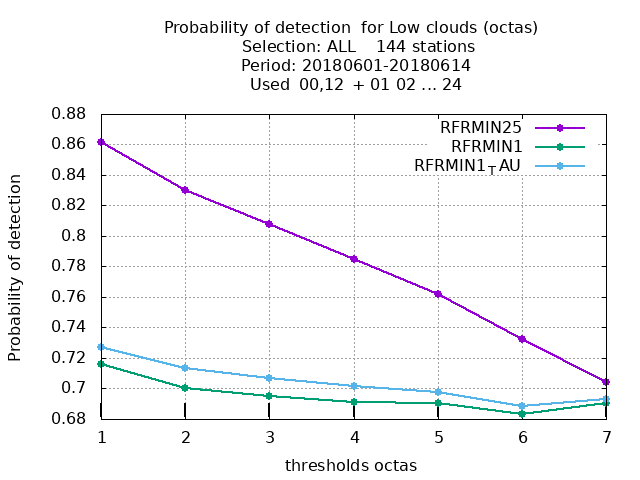 Probability of detection  for Low clouds (octas)
Selection: ALL    144 stations
Period: 20180601-20180614
Used  00,12  + 01 02 ... 24
0.88
0.86
0.84
0.82
0.8
0.78
0.76
0.74
0.72
0.7
0.68
Probability of detection
RFRMIN25
RFRMIN1
RFRMIN1TAU
1 2 3 4 5 6 7
thresholds octas